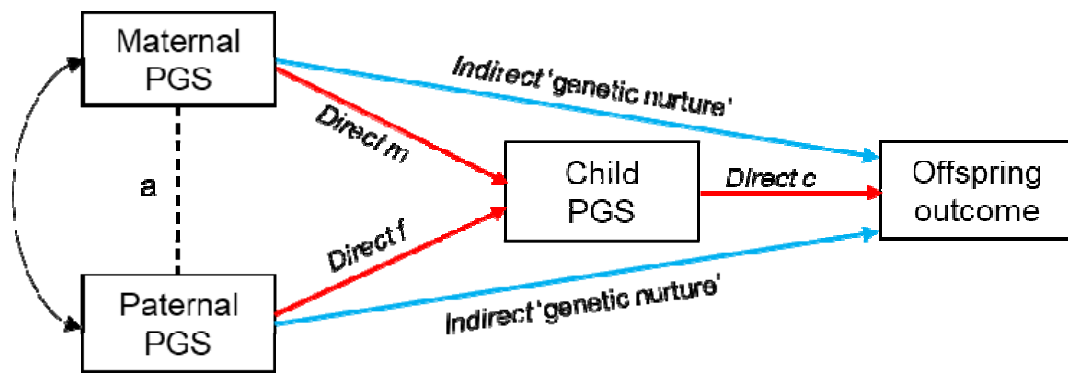 Maternal
PGS
Indirect 'genetic nurture'
Direct m
a
Child
PGS
Direct c
Offspring
outcome
Direct f
Paternal
PGS
Indirect 'genetic nurture'